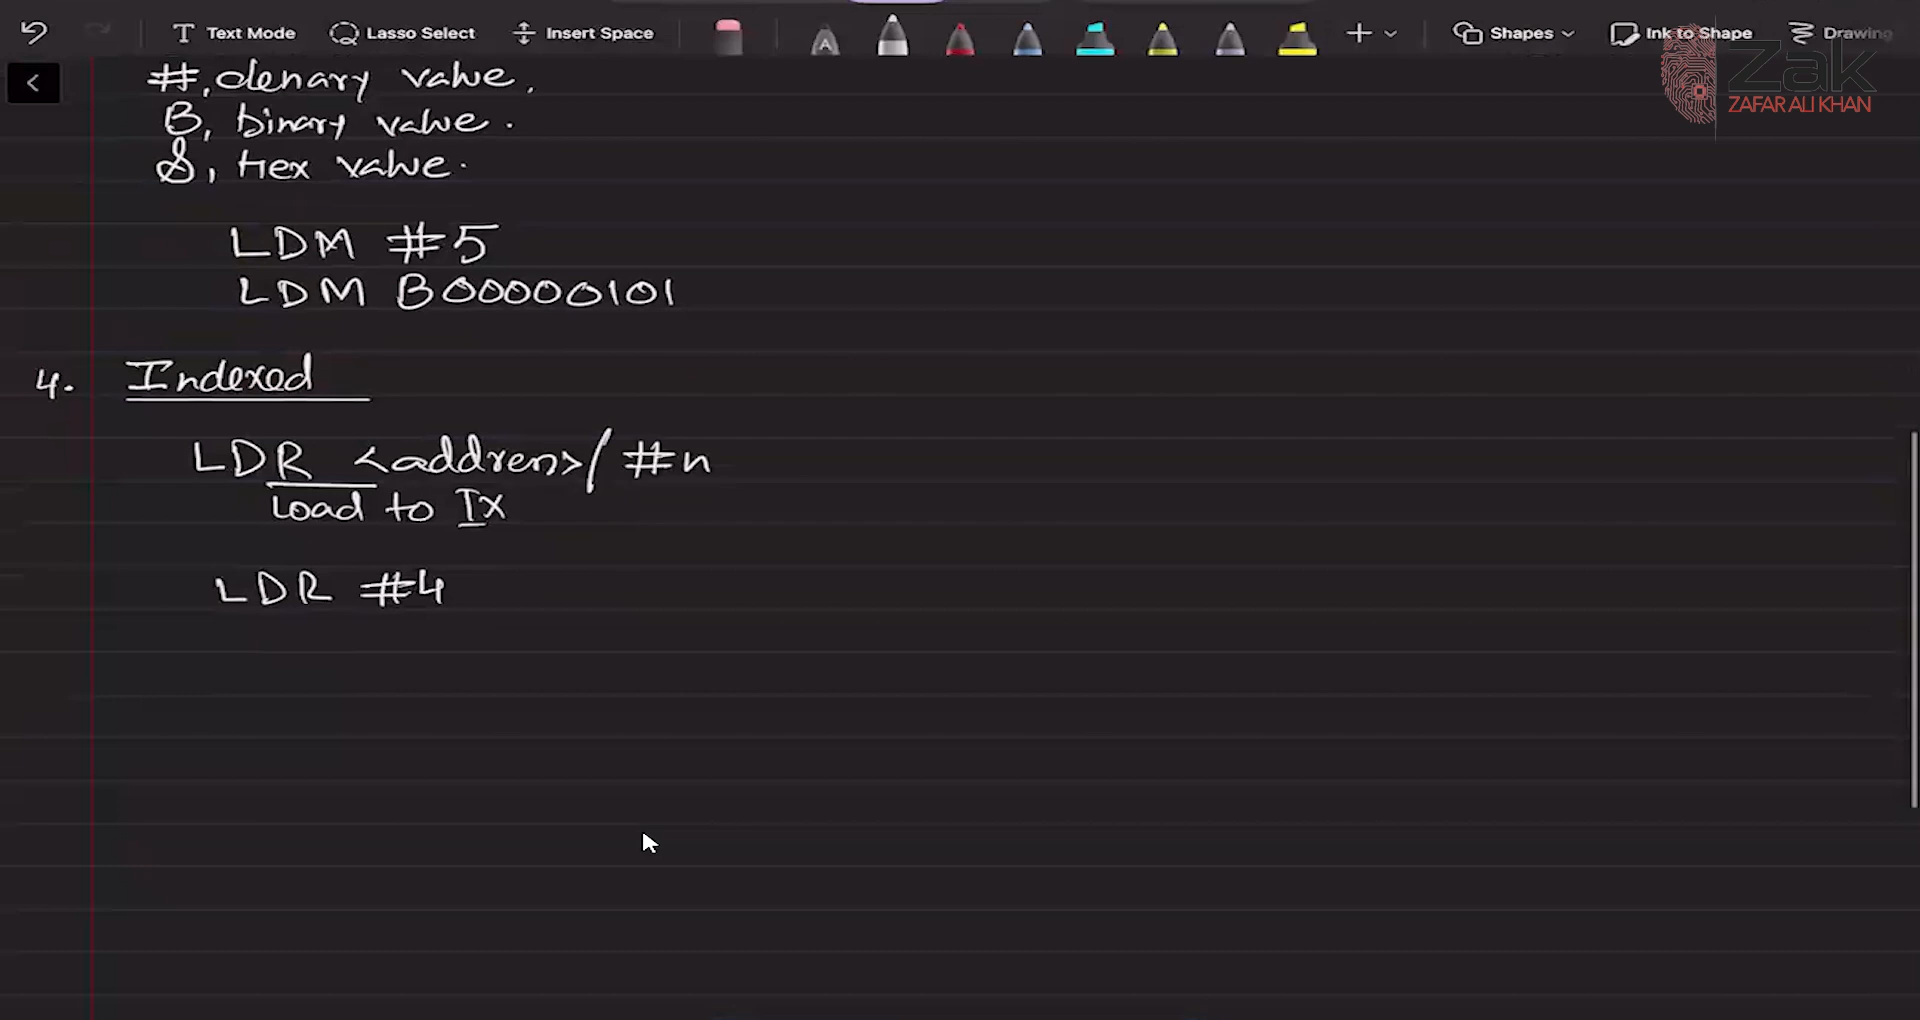 Text Mode Lasso Select Insert Space Shapes Ink to Shape Drawing
Zak
ZAFAR ALI KHAN
#, denary value.
B, binary value.
&, Hex value.
LDM #5
LDM B00000101
4. Indexed
LDR <address> / #n
Load to IX
LDR #4